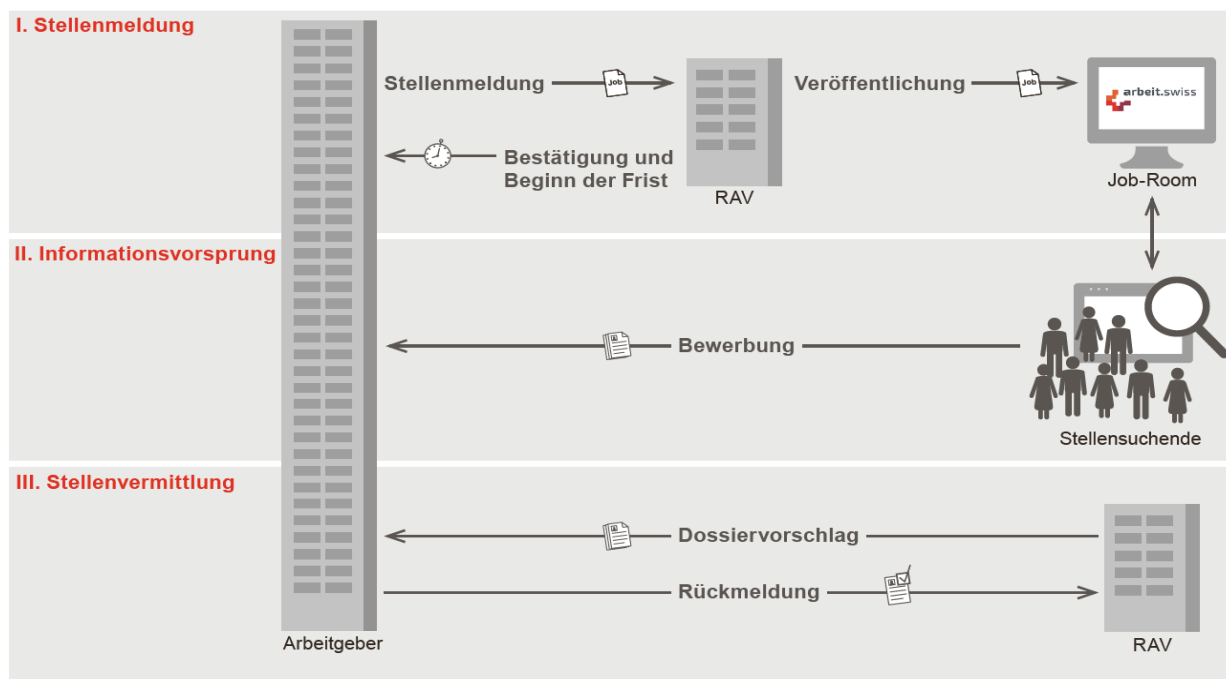 I. Stellenmeldung
Stellenmeldung
Job
Veröffentlichung
Job
arbeit.swiss
Bestätigung und
Beginn der Frist
RAV
Job-Room
II. Informationsvorsprung
Bewerbung
Stellensuchende
III. Stellenvermittlung
Dossiervorschlag
Rückmeldung
Arbeitgeber
RAV